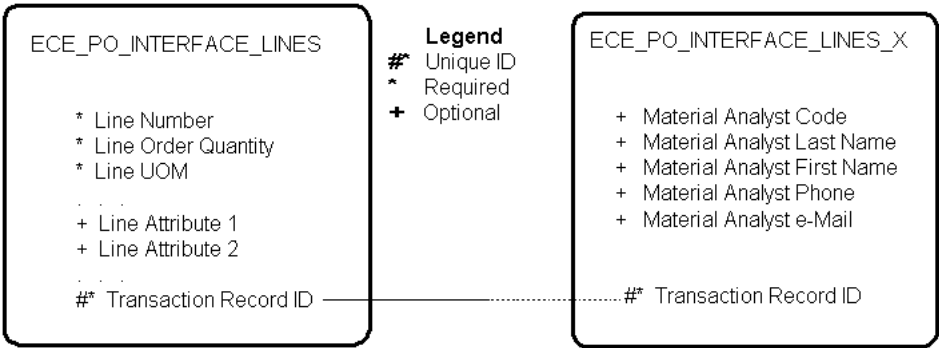 ECE_PO_INTERFACE_LINES
* Line Number
* Line Order Quantity
* Line UOM
. . .
+ Line Attribute 1
+ Line Attribute 2
. . .
#* Transaction Record ID
Legend
#* Unique ID
* Required
+ Optional
ECE_PO_INTERFACE_LINES_X
+ Material Analyst Code
+ Material Analyst Last Name
+ Material Analyst First Name
+ Material Analyst Phone
+ Material Analyst e-Mail
#* Transaction Record ID